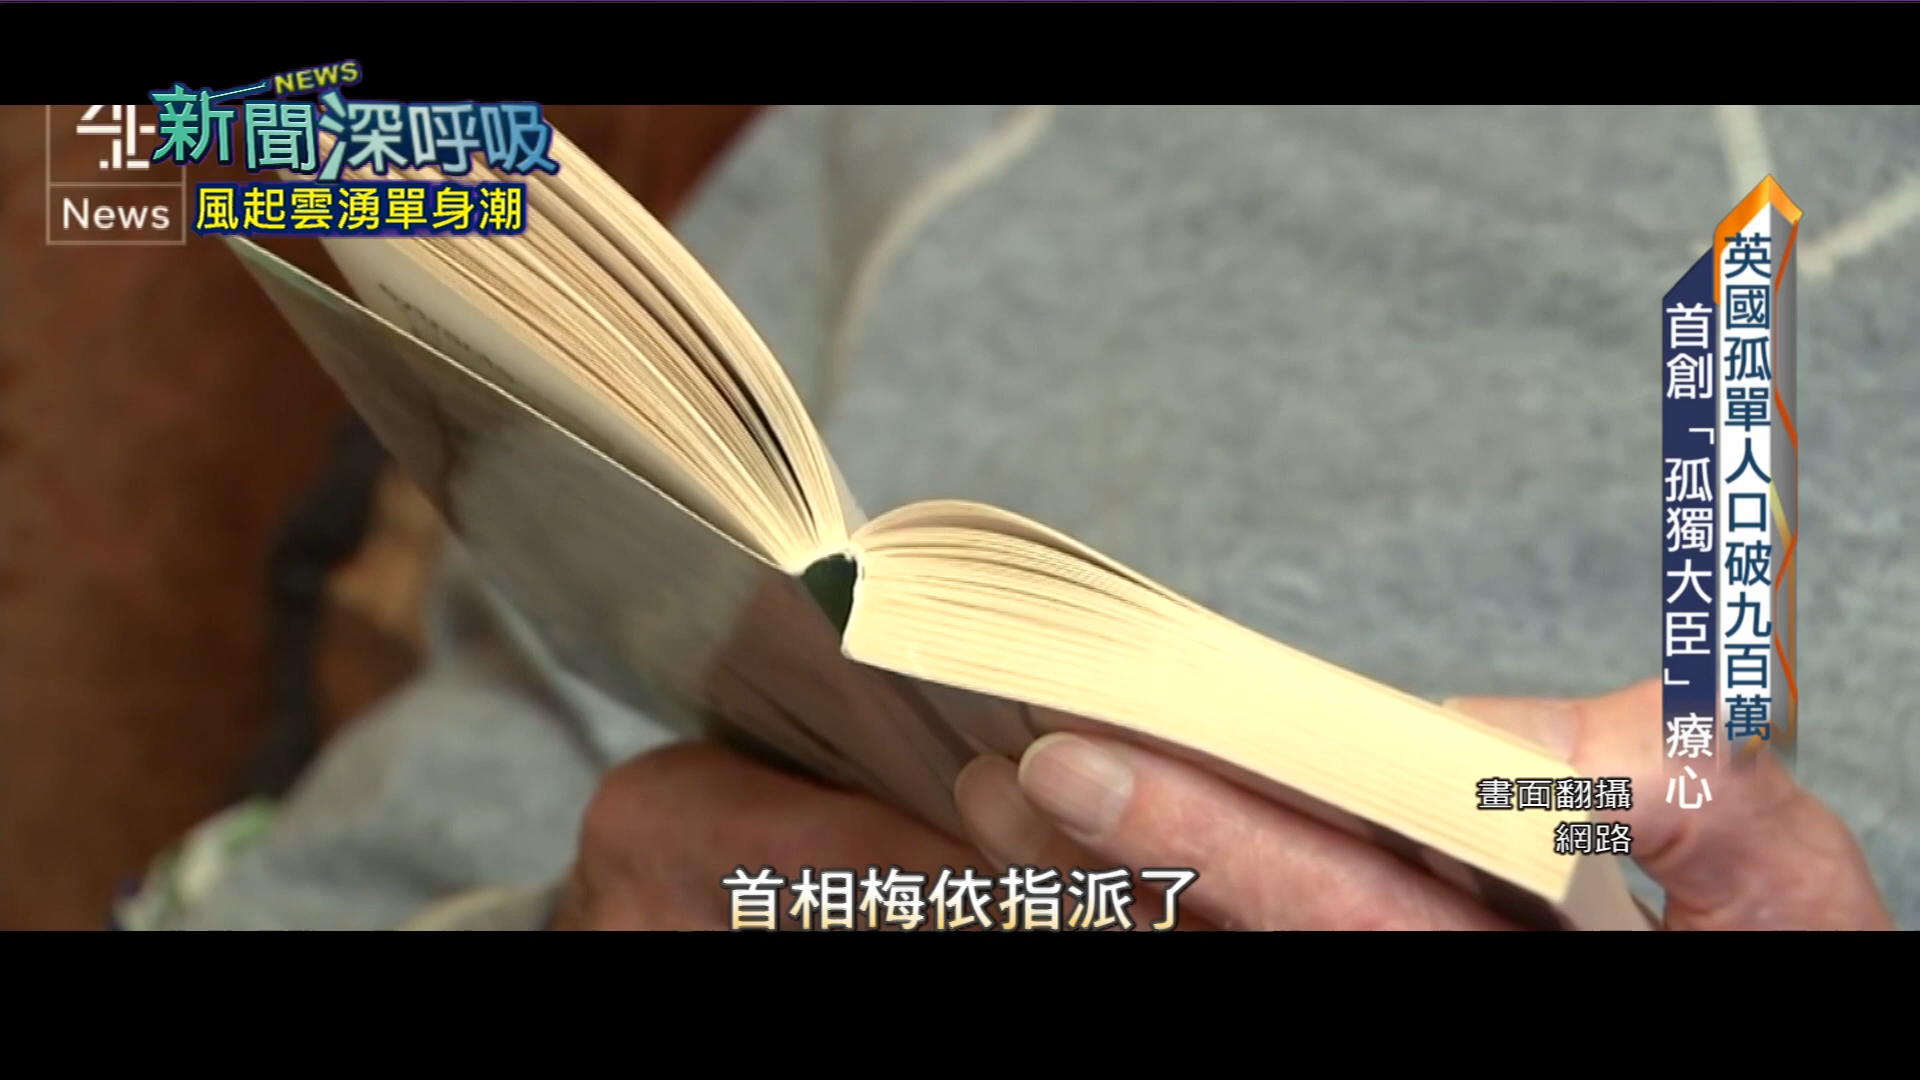 NEWS
新聞深呼吸
4
News
風起雲湧單身潮
英國孤單人口破九百萬
首創「孤獨大臣」療心
畫面翻攝
網路
首相梅依指派了